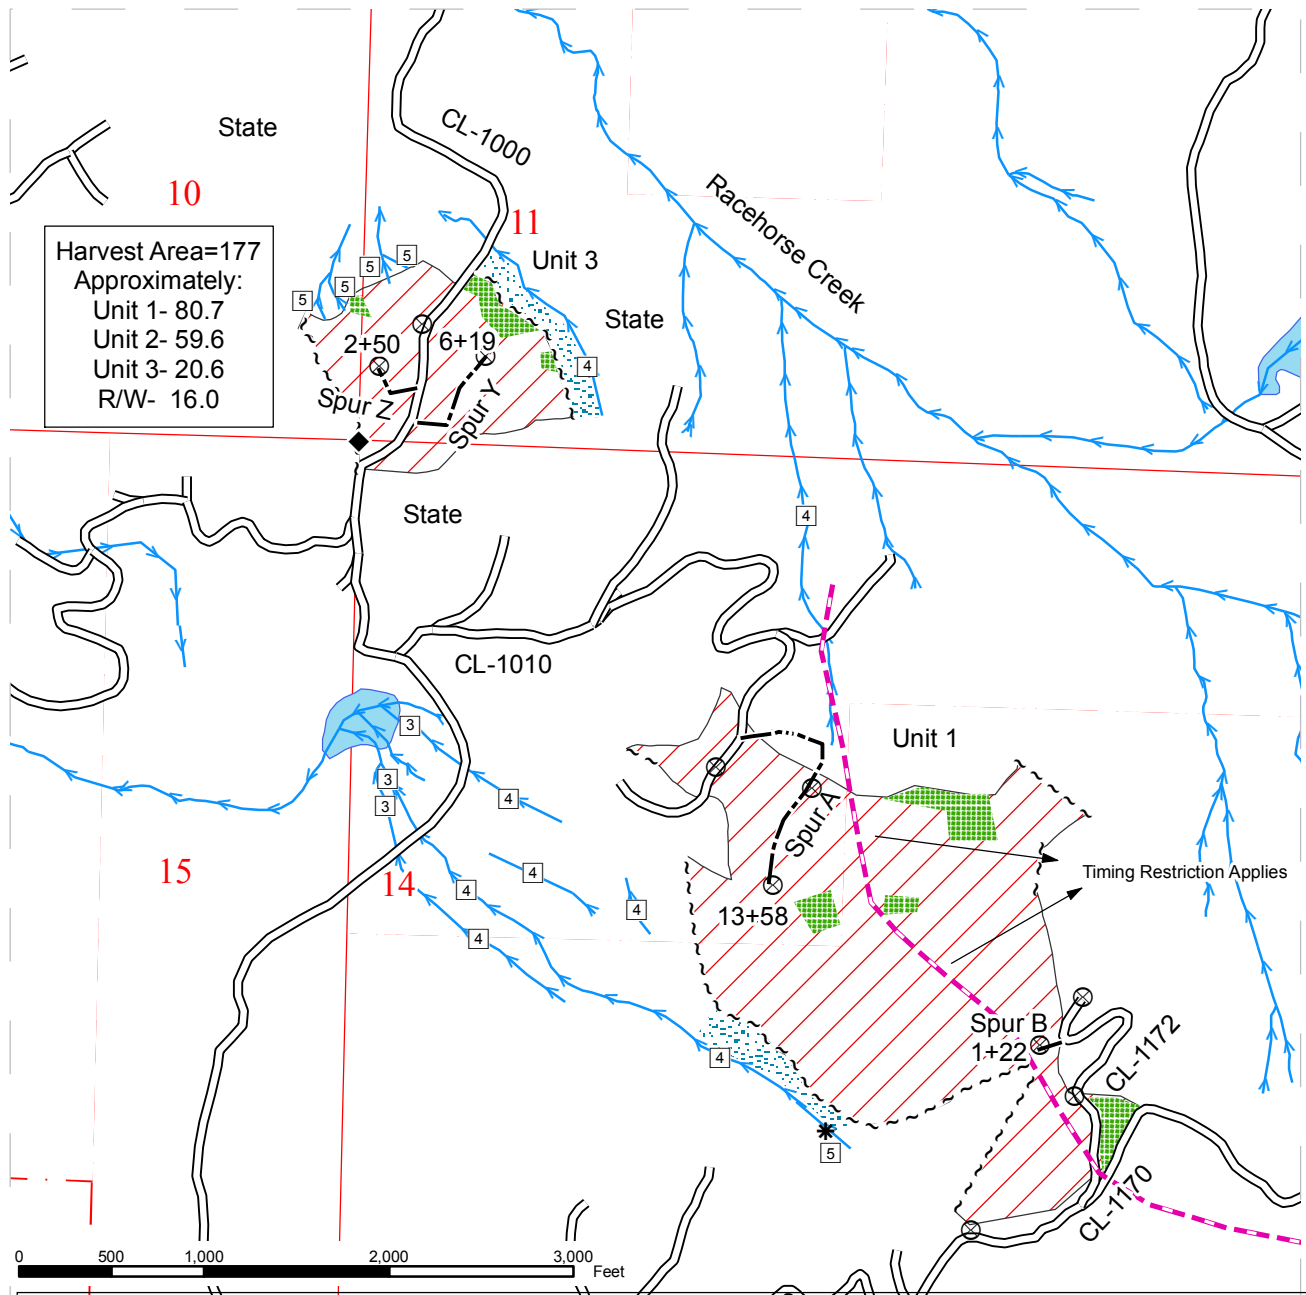 State
CL-1000
10
11
Racehorse Creek
Harvest Area=177
Approximately:
Unit 1- 80.7
Unit 2- 59.6
Unit 3- 20.6
R/W- 16.0
Unit 3
State
5
5
5
5
2+50
6+19
4
Spur Z
Spur Y
State
4
CL-1010
3
Unit 1
3
3
4
Spur A
15
14
4
4
4
4
13+58
Timing Restriction Applies
Spur B
1+22
4
CL-1172
5
CL-1170
0
500
1,000
2,000
3,000
Feet